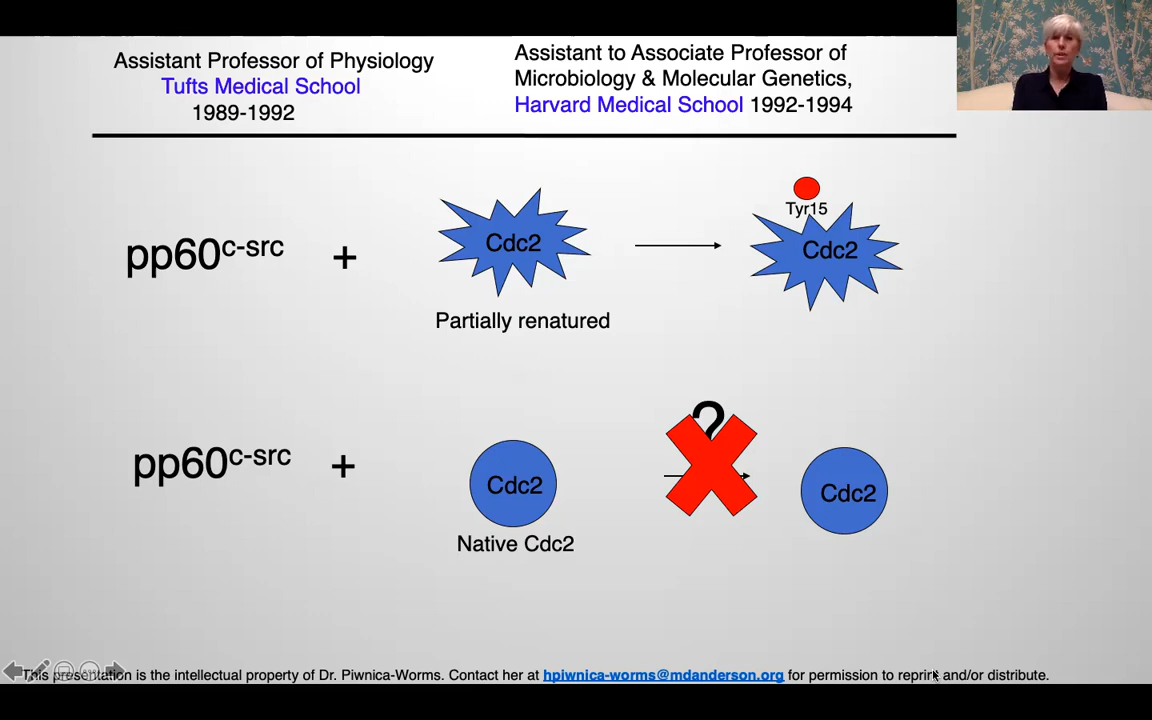 Assistant Professor of Physiology
Tufts Medical School
1989-1992
Assistant to Associate Professor of
Microbiology & Molecular Genetics,
Harvard Medical School 1992-1994
pp60c-src + Cdc2 Tyr15 Cdc2
Partially renatured
pp60c-src + Cdc2 ? Cdc2
Native Cdc2
This presentation is the intellectual property of Dr. Piwnica-Worms. Contact her at hpiwnica-worms@mdanderson.org for permission to reprint and/or distribute.